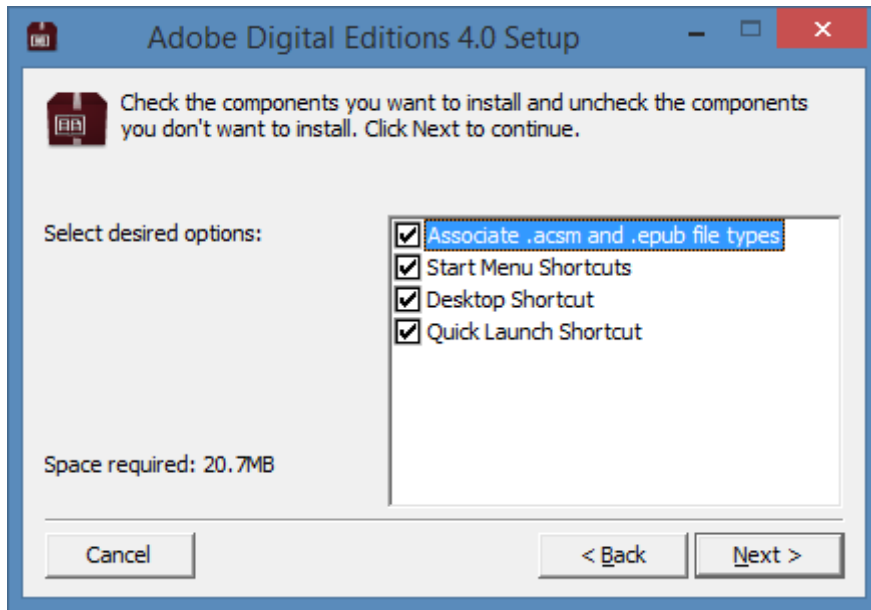 Adobe Digital Editions 4.0 Setup
Check the components you want to install and uncheck the components
you don't want to install. Click Next to continue.
Select desired options:
Associate .acsm and .epub file types
Start Menu Shortcuts
Desktop Shortcut
Quick Launch Shortcut
Space required: 20.7MB
Cancel
< Back
Next >